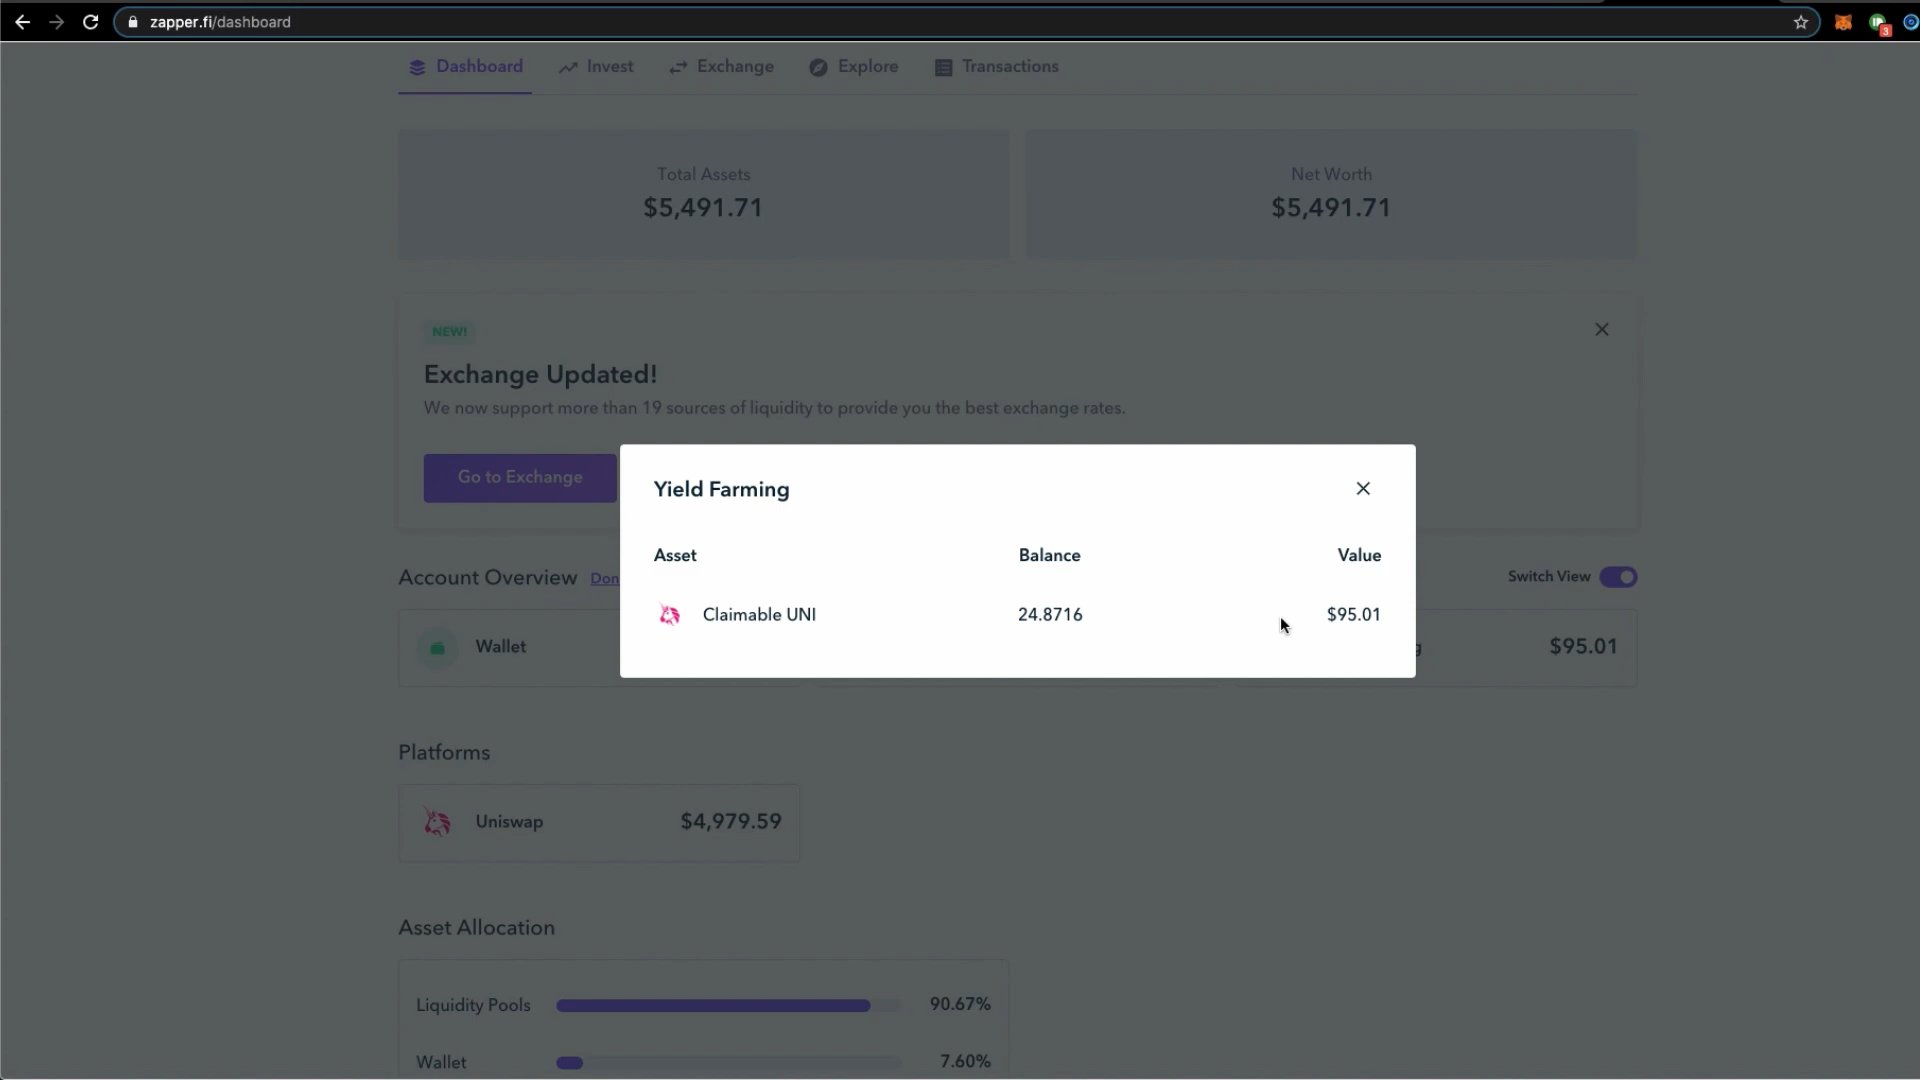 zapper.fi/dashboard
3
Dashboard
Invest
Exchange
Explore
Transactions
Total Assets
$5,491.71
Net Worth
$5,491.71
NEW!
Exchange Updated!
We now support more than 19 sources of liquidity to provide you the best exchange rates.
Go to Exchange
Yield Farming
Asset Balance Value
Claimable UNI 24.8716 $95.01
Account Overview Don
Switch View
Wallet
g $95.01
Platforms
Uniswap $4,979.59
Asset Allocation
Liquidity Pools 90.67%
Wallet 7.60%